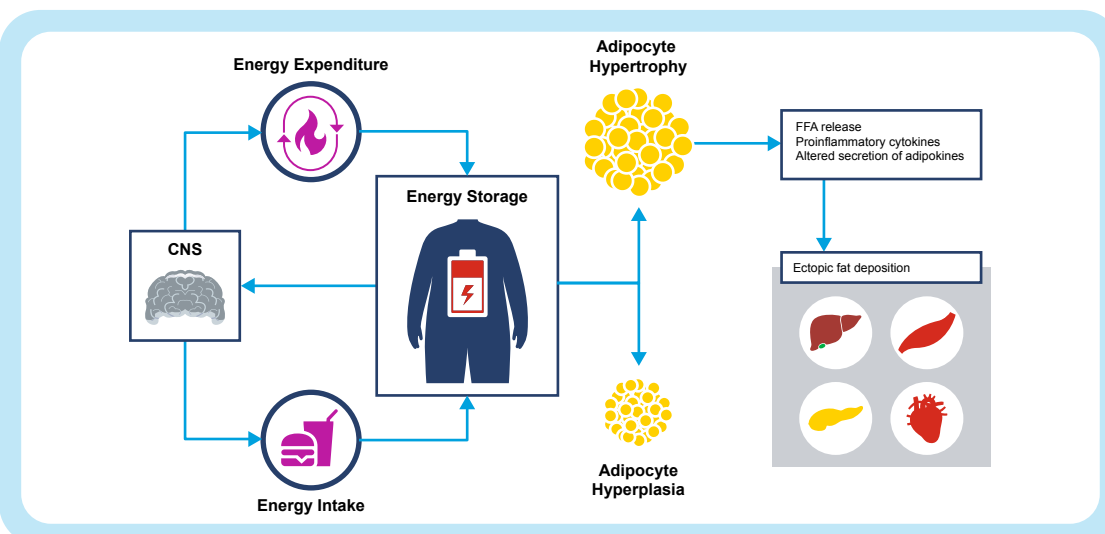 Energy Expenditure
CNS
Energy Intake
Energy Storage
Adipocyte
Hypertrophy
Adipocyte
Hyperplasia
FFA release
Proinflammatory cytokines
Altered secretion of adipokines
Ectopic fat deposition